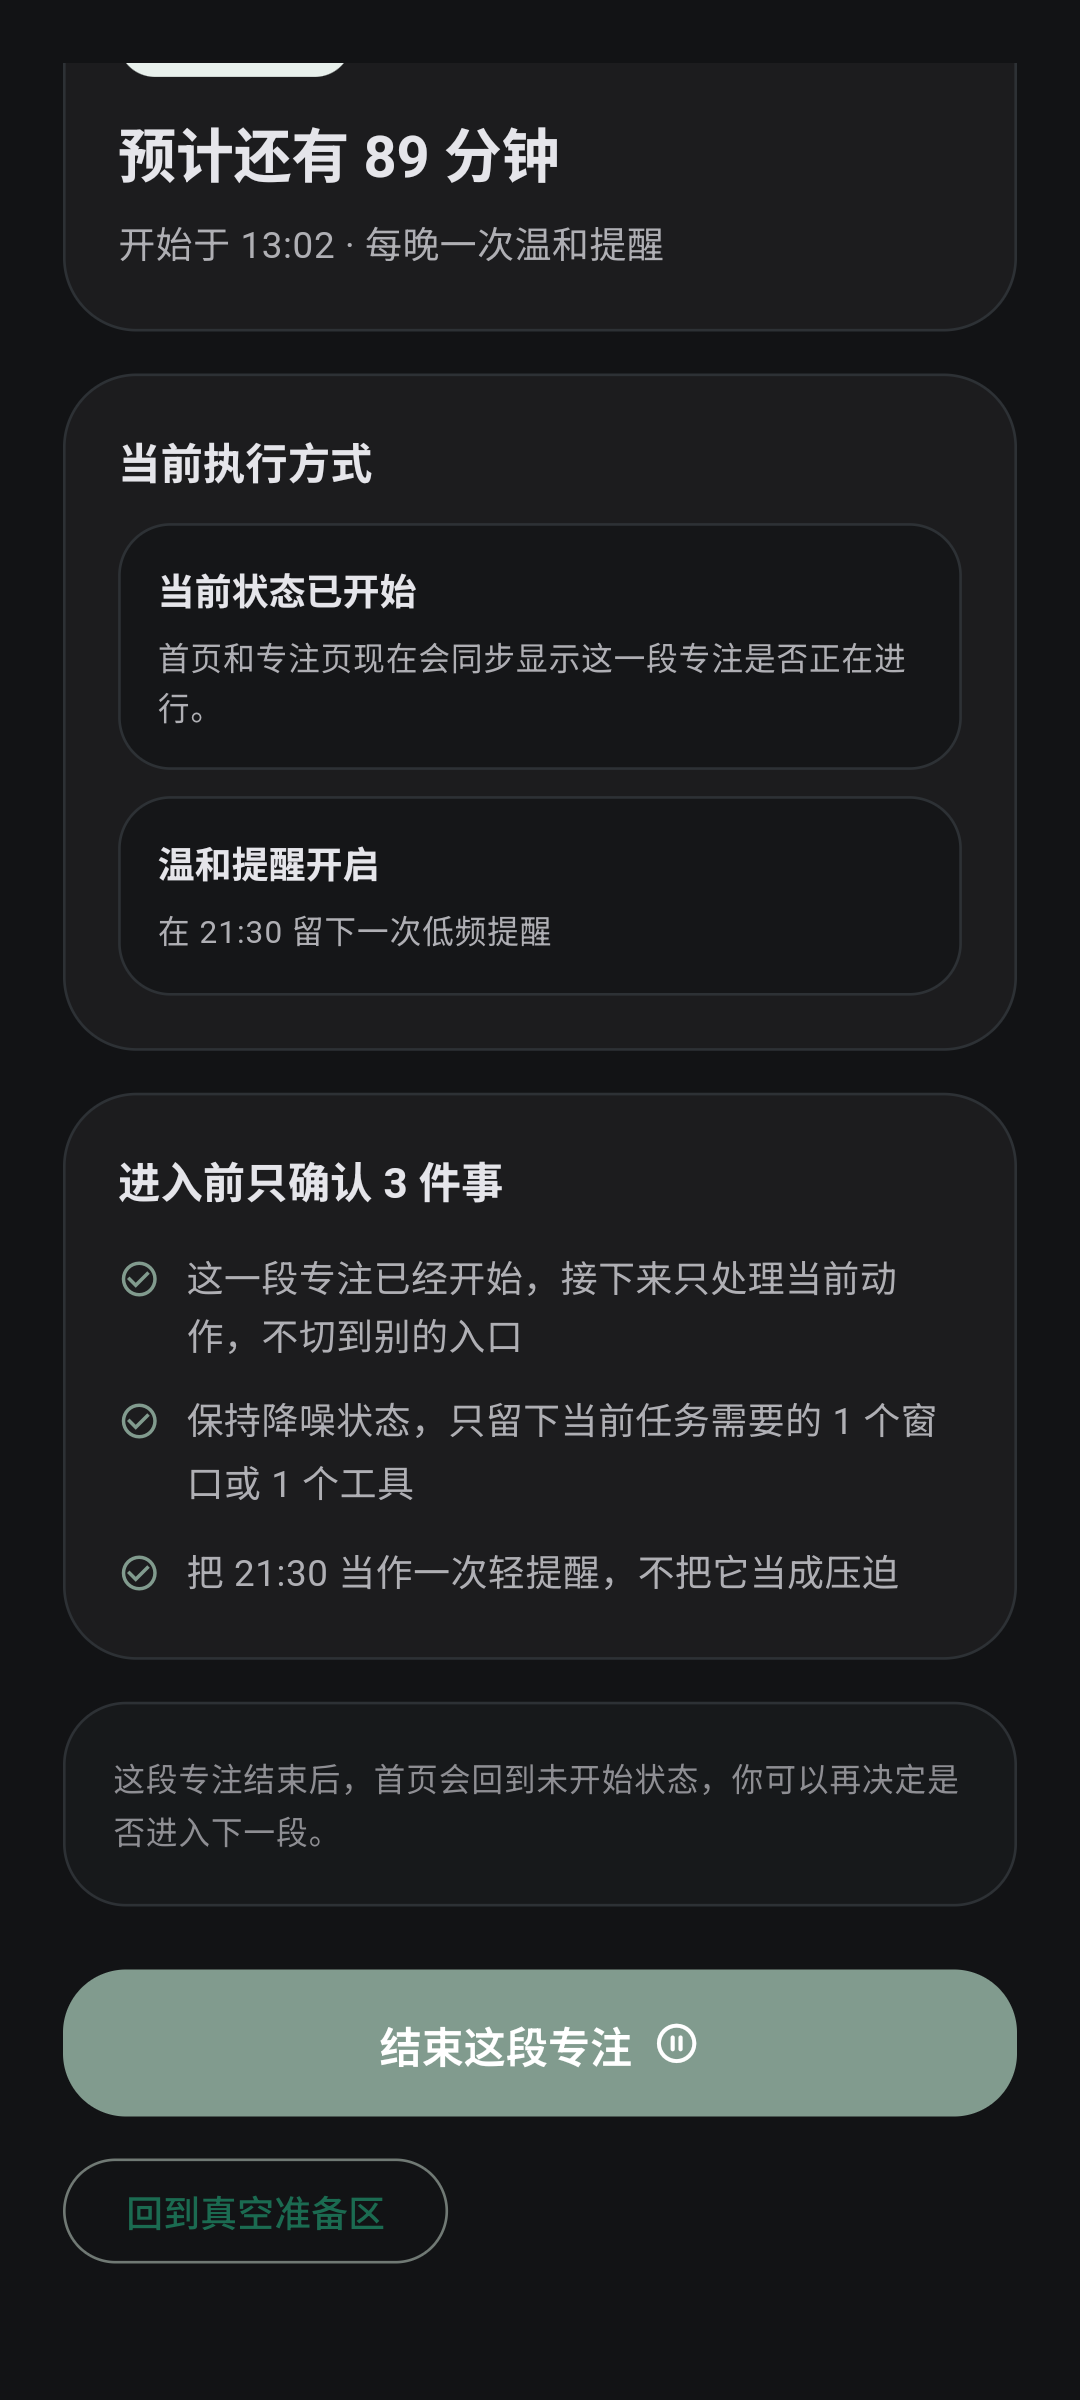 预计还有 89 分钟
开始于 13:02 · 每晚一次温和提醒
当前执行方式
当前状态已开始
首页和专注页现在会同步显示这一段专注是否正在进
行。
温和提醒开启
在 21:30 留下一次低频提醒
进入前只确认 3 件事
这一段专注已经开始，接下来只处理当前动
作，不切到别的入口
保持降噪状态，只留下当前任务需要的 1 个窗
口或 1 个工具
把 21:30 当作一次轻提醒，不把它当成压迫
这段专注结束后，首页会回到未开始状态，你可以再决定是
否进入下一段。
结束这段专注
回到真空准备区